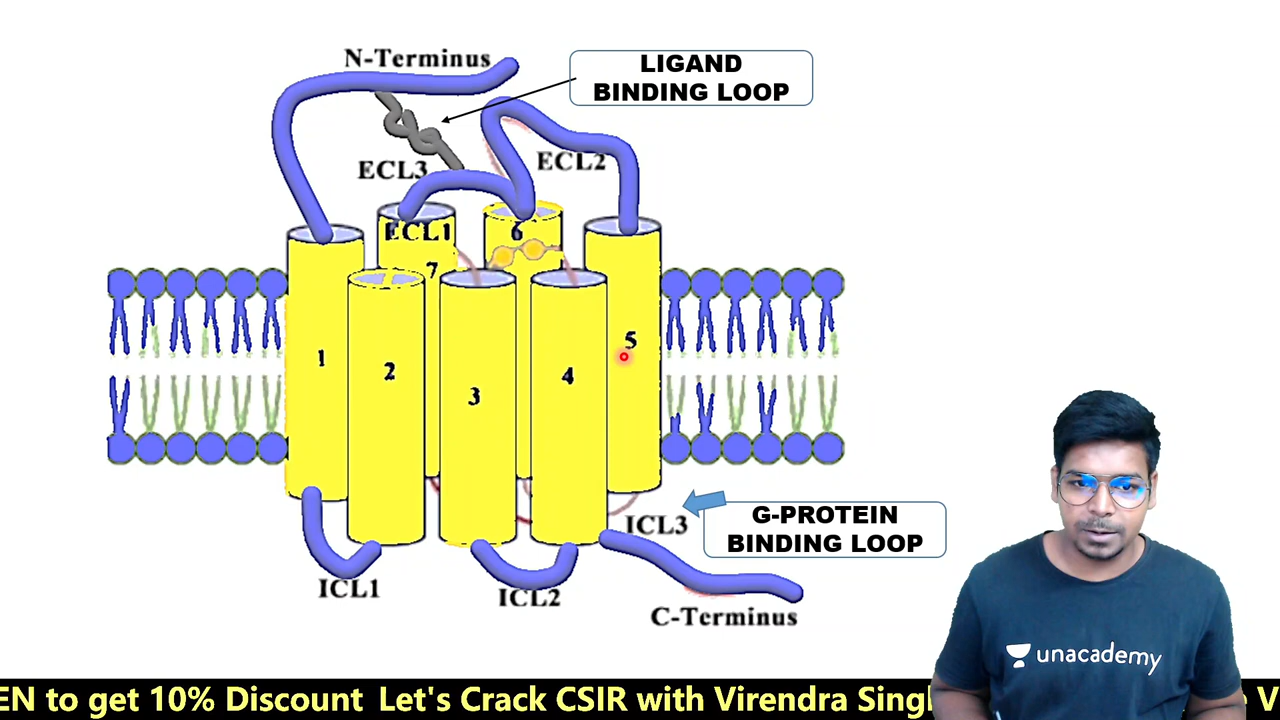 N-Terminus
LIGAND
BINDING LOOP
ECL3
ECL2
ECL1
6
7
5
1
2
4
3
ICL3
G-PROTEIN
BINDING LOOP
ICL1
ICL2
C-Terminus
unacademy
EN to get 10% Discount Let's Crack CSIR with Virendra Singl
V